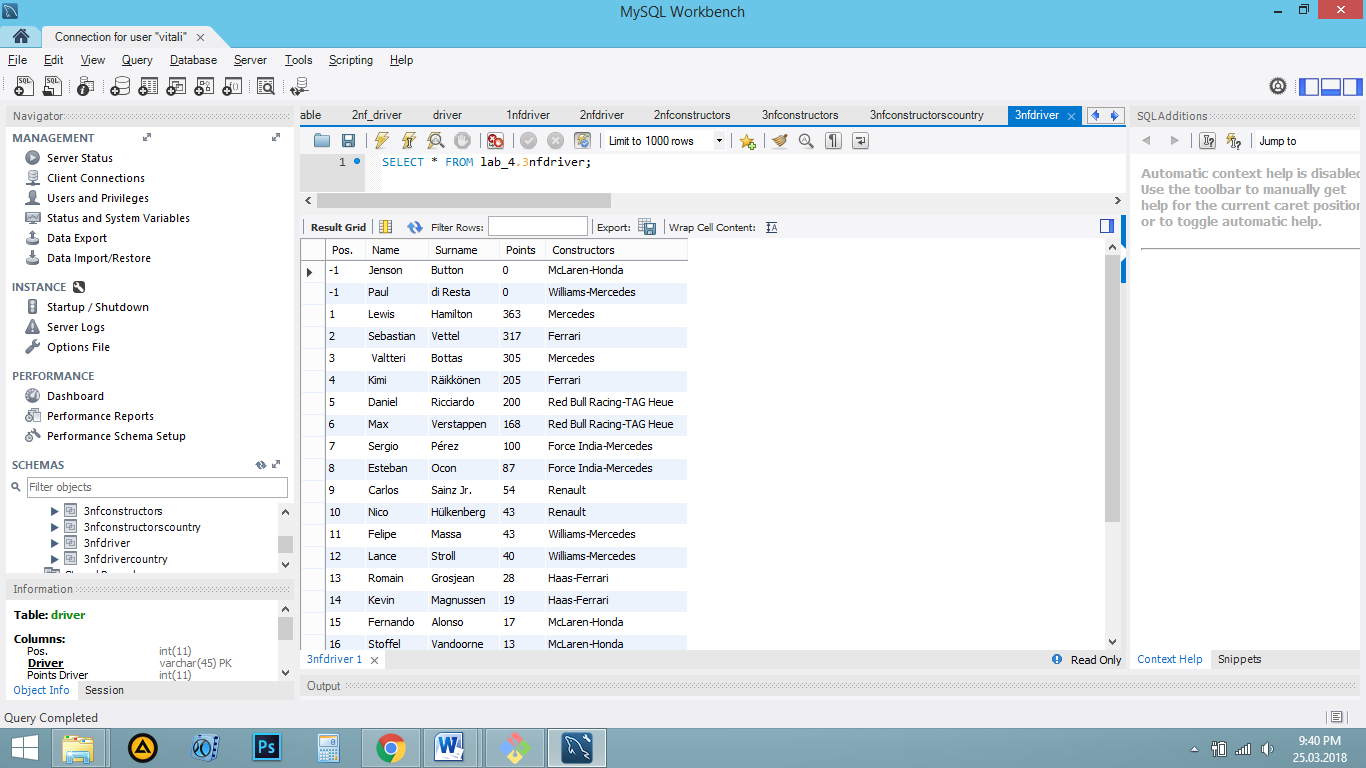 MySQL Workbench
Connection for user "vitali"
File Edit View Query Database Server Tools Scripting Help
Navigator
MANAGEMENT
Server Status
Client Connections
Users and Privileges
Status and System Variables
Data Export
Data Import/Restore
INSTANCE
Startup / Shutdown
Server Logs
Options File
PERFORMANCE
Dashboard
Performance Reports
Performance Schema Setup
SCHEMAS
Filter objects
3nfconstructors
3nfconstructorscountry
3nfdriver
3nfdrivercountry
Information
Table: driver
Columns:
Pos. int(11)
Driver varchar(45) PK
Points Driver int(11)
Object Info Session
able 2nf_driver driver 1nfdriver 2nfdriver 2nfconstructors 3nfconstructors 3nfconstructorscountry 3nfdriver
Limit to 1000 rows
1 SELECT * FROM lab_4.3nfdriver;
Result Grid Filter Rows: Export: Wrap Cell Content:
Pos. Name Surname Points Constructors
-1 Jenson Button 0 McLaren-Honda
-1 Paul di Resta 0 Williams-Mercedes
1 Lewis Hamilton 363 Mercedes
2 Sebastian Vettel 317 Ferrari
3 Valtteri Bottas 305 Mercedes
4 Kimi Räikkönen 205 Ferrari
5 Daniel Ricciardo 200 Red Bull Racing-TAG Heue
6 Max Verstappen 168 Red Bull Racing-TAG Heue
7 Sergio Pérez 100 Force India-Mercedes
8 Esteban Ocon 87 Force India-Mercedes
9 Carlos Sainz Jr. 54 Renault
10 Nico Hülkenberg 43 Renault
11 Felipe Massa 43 Williams-Mercedes
12 Lance Stroll 40 Williams-Mercedes
13 Romain Grosjean 28 Haas-Ferrari
14 Kevin Magnussen 19 Haas-Ferrari
15 Fernando Alonso 17 McLaren-Honda
16 Stoffel Vandoorne 13 McLaren-Honda
3nfdriver 1 Read Only
Output
SQLAdditions
Jump to
Automatic context help is disabled
Use the toolbar to manually get
help for the current caret position
or to toggle automatic help.
Context Help Snippets
Query Completed
Ps
9:40 PM
25.03.2018